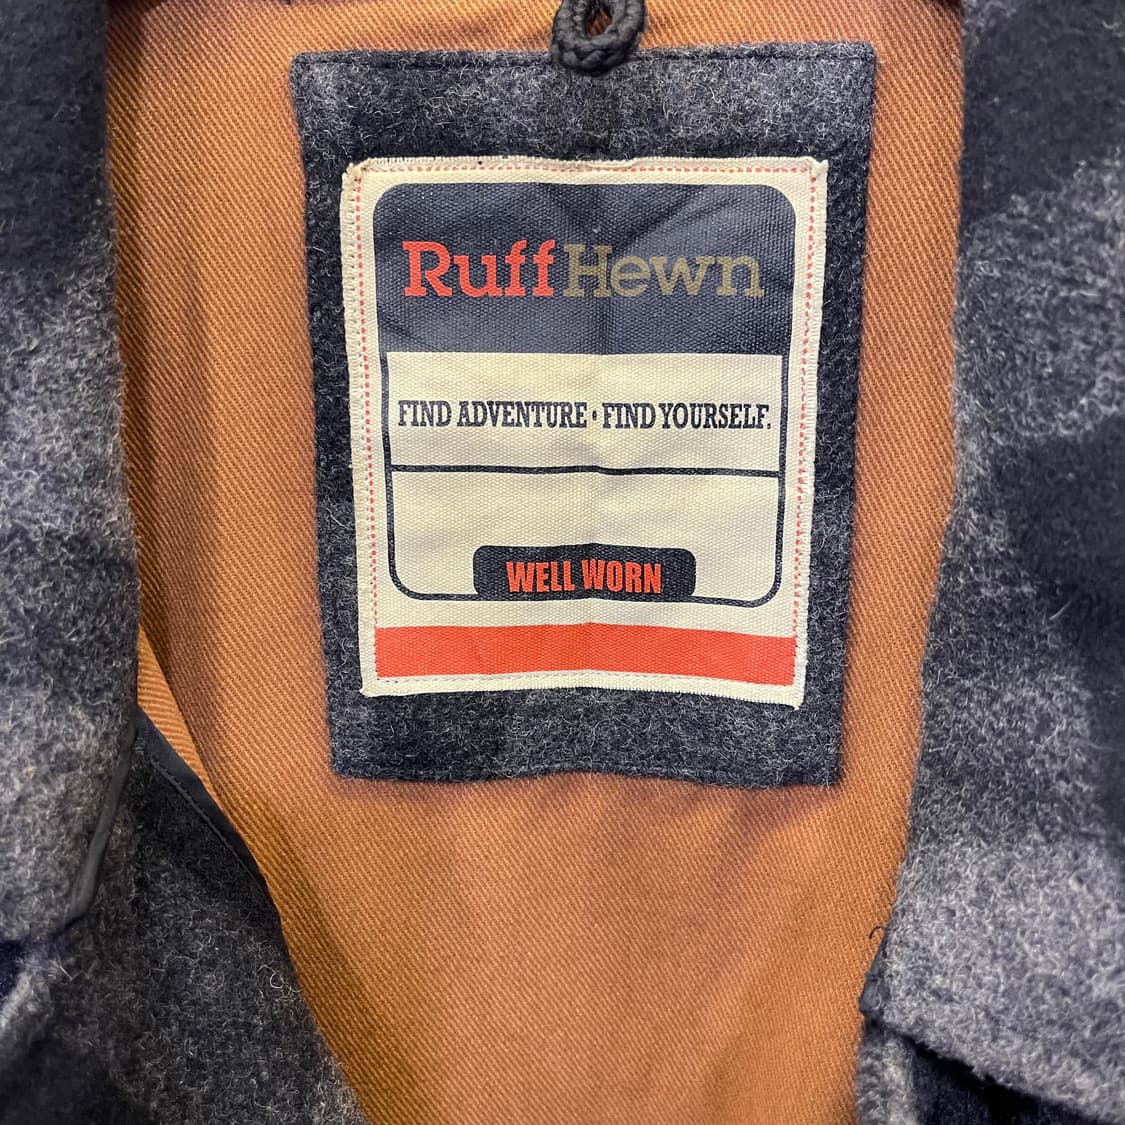 Ruff Hewn
FIND ADVENTURE • FIND YOURSELF.
WELL WORN